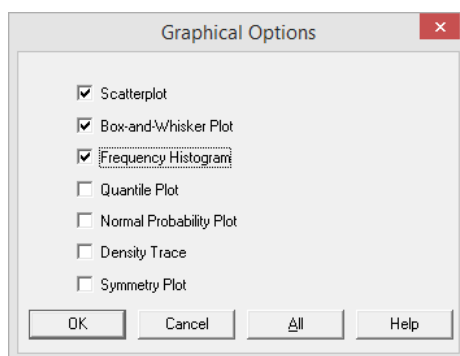 Graphical Options
Scatterplot
Box-and-Whisker Plot
Frequency Histogram
Quantile Plot
Normal Probability Plot
Density Trace
Symmetry Plot
OK Cancel All Help